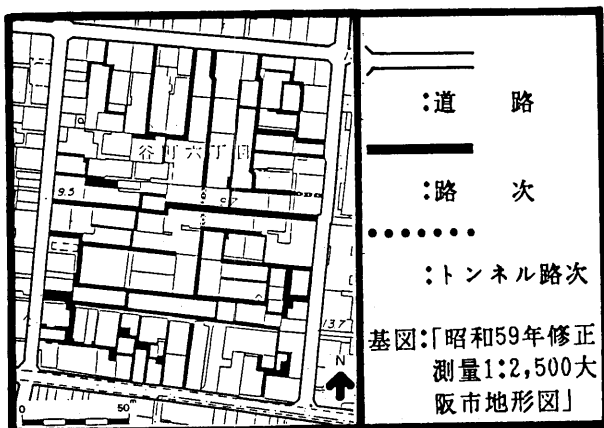 谷町六丁目
9.5
9.7
13.7
N
0 50m
:道 路
:路 次
:トンネル路次
基図:「昭和59年修正
測量1:2,500大
阪市地形図」